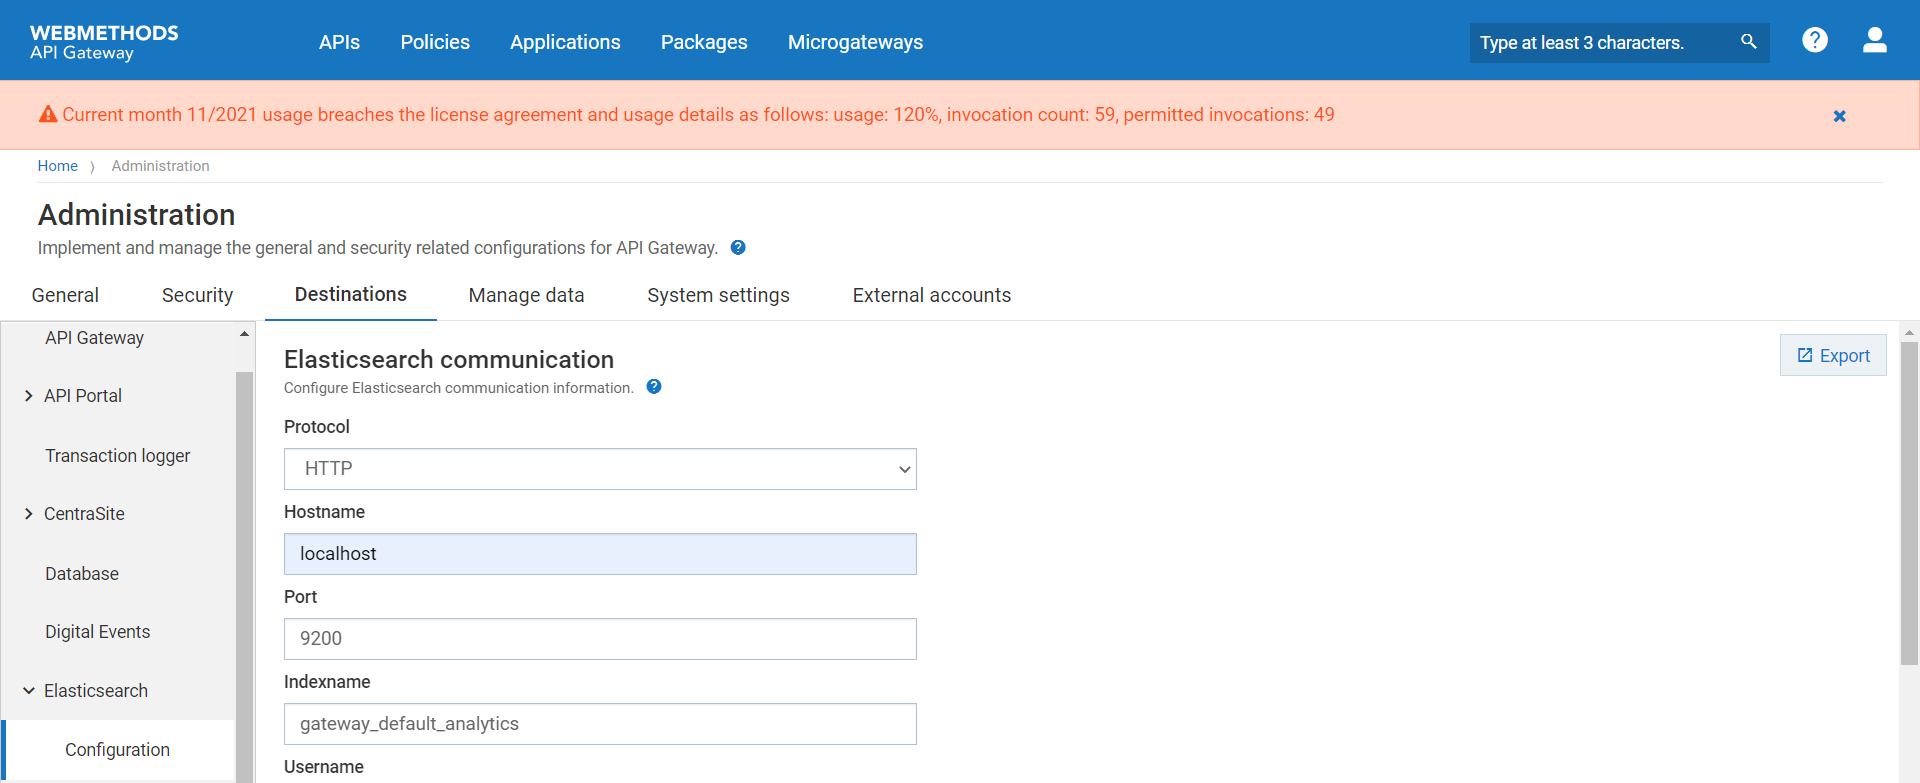 WEBMETHODS
API Gateway
APIs Policies Applications Packages Microgateways
Type at least 3 characters.
Current month 11/2021 usage breaches the license agreement and usage details as follows: usage: 120%, invocation count: 59, permitted invocations: 49
Home Administration
Administration
Implement and manage the general and security related configurations for API Gateway.
General Security Destinations Manage data System settings External accounts
API Gateway
API Portal
Transaction logger
CentraSite
Database
Digital Events
Elasticsearch
Configuration
Elasticsearch communication
Export
Configure Elasticsearch communication information.
Protocol
HTTP
Hostname
localhost
Port
9200
Indexname
gateway_default_analytics
Username